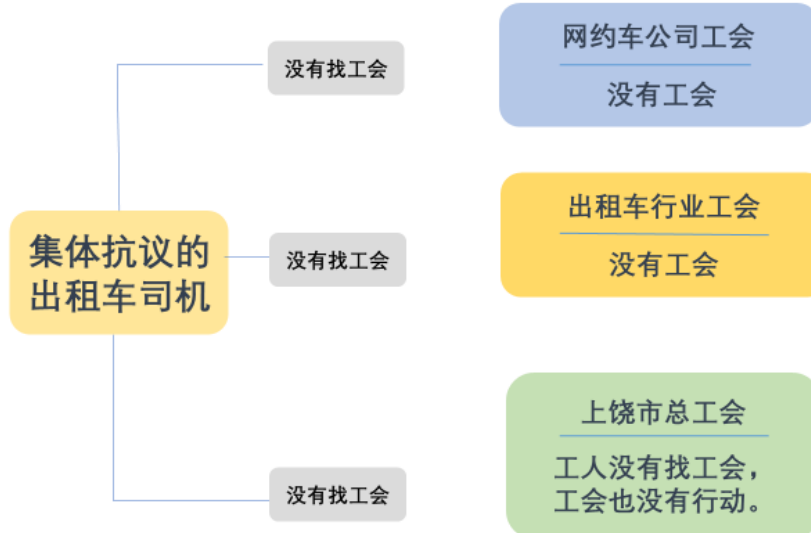 没有找工会
网约车公司工会
没有工会
集体抗议的
出租车司机
没有找工会
出租车行业工会
没有工会
没有找工会
上饶市总工会
工人没有找工会，
工会也没有行动。